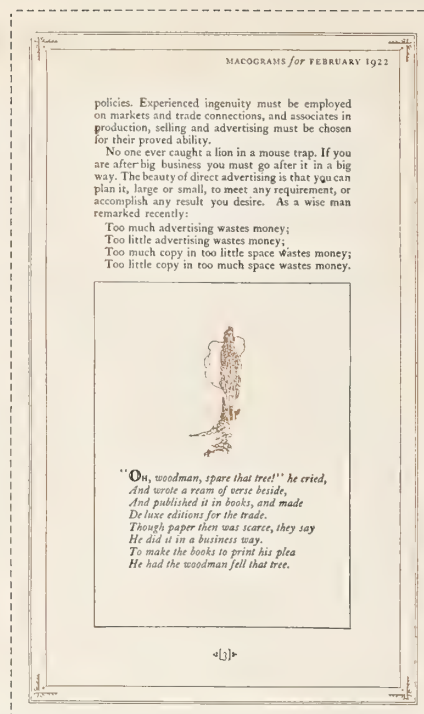 MACOGRAMS for FEBRUARY 1922
policies. Experienced ingenuity must be employed
on markets and trade connections, and associates in
production, selling and advertising must be chosen
for their proved ability.
No one ever caught a lion in a mouse trap. If you
are after big business you must go after it in a big
way. The beauty of direct advertising is that you can
plan it, large or small, to meet any requirement, or
accomplish any result you desire. As a wise man
remarked recently:
Too much advertising wastes money;
Too little advertising wastes money;
Too much copy in too little space wastes money;
Too little copy in too much space wastes money.
"OH, woodman, spare that tree!" he cried,
And wrote a ream of verse beside,
And published it in books, and made
De luxe editions for the trade.
Though paper then was scarce, they say
He did it in a business way.
To make the books to print his plea
He had the woodman fell that tree.
[3]